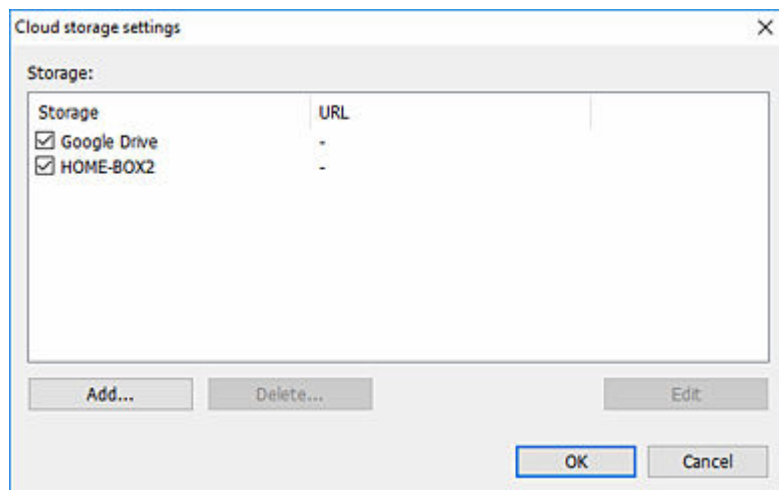 Cloud storage settings
Storage:
Storage URL
Google Drive -
HOME-BOX2 -
Add... Delete... Edit
OK Cancel